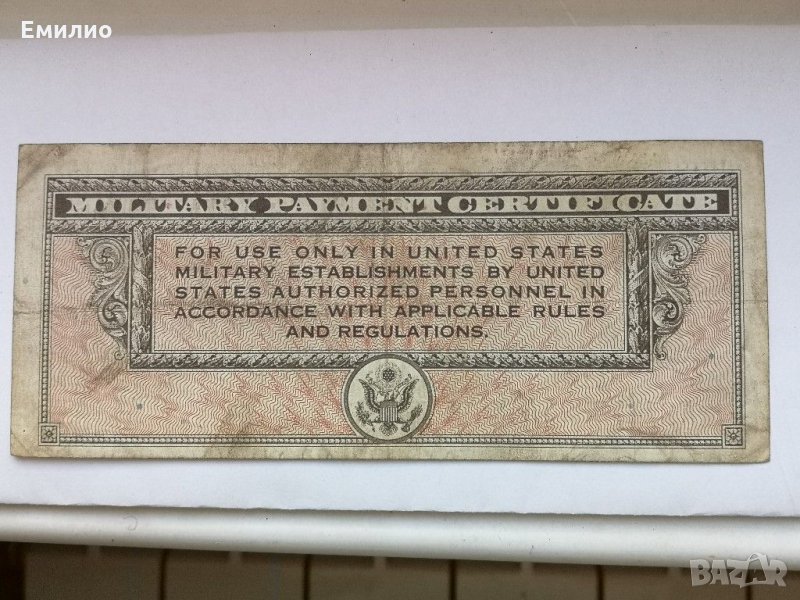 Емилио
MILITARY PAYMENT CERTIFICATE
FOR USE ONLY IN UNITED STATES
MILITARY ESTABLISHMENTS BY UNITED
STATES AUTHORIZED PERSONNEL IN
ACCORDANCE WITH APPLICABLE RULES
AND REGULATIONS.
BAZAR